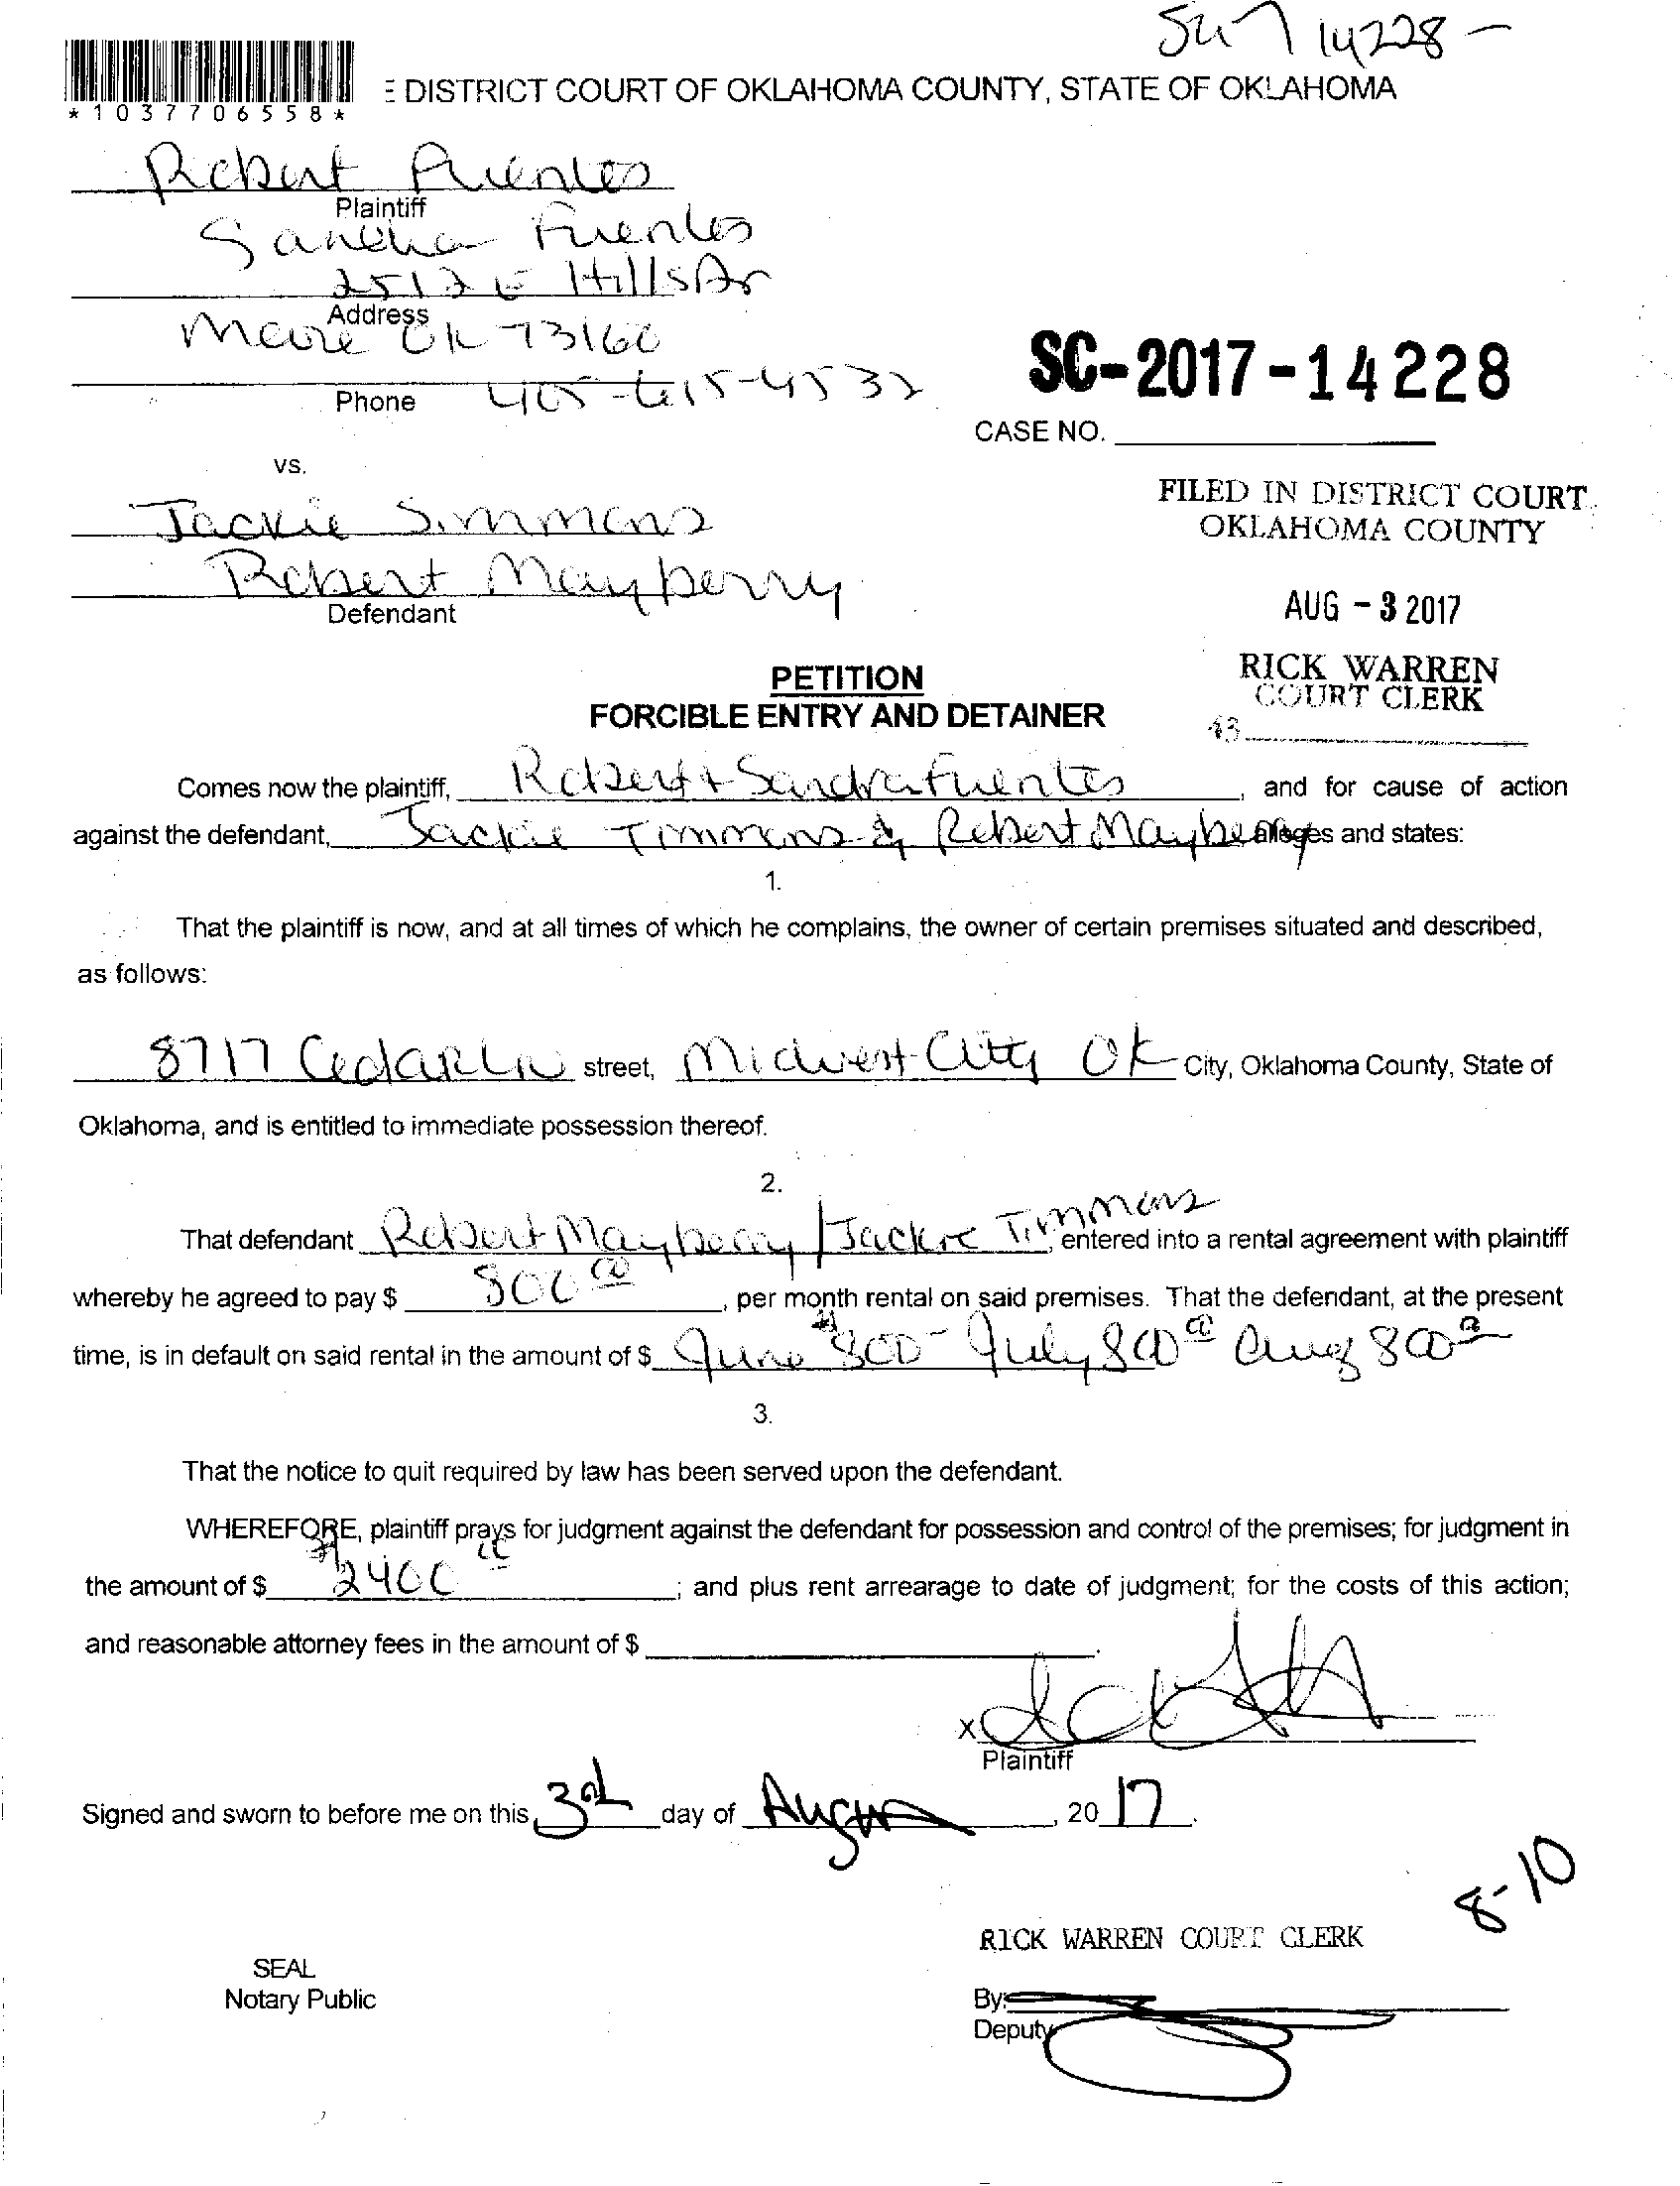 14228 -
*1037706558*
E DISTRICT COURT OF OKLAHOMA COUNTY, STATE OF OKLAHOMA
Robert Fuentes
Plaintiff
Sandra Fuentes
2512 E Hills Dr
Address
Moore OK 73160
Phone 405-615-4532
SC-2017-14228
CASE NO.
vs.
Jackie Simmons
Robert Mayberry
Defendant
FILED IN DISTRICT COURT
OKLAHOMA COUNTY
AUG - 3 2017
RICK WARREN
COURT CLERK
43
PETITION
FORCIBLE ENTRY AND DETAINER
Comes now the plaintiff, Robert + Sandra Fuentes, and for cause of action
against the defendant, Jackie Timmons & Robert Mayberry alleges and states:
1.
That the plaintiff is now, and at all times of which he complains, the owner of certain premises situated and described,
as follows:
8717 Cedar Ln street, Midwest City OK City, Oklahoma County, State of
Oklahoma, and is entitled to immediate possession thereof.
2.
That defendant Robert Mayberry / Jackie Timmons, entered into a rental agreement with plaintiff
whereby he agreed to pay $ 800 00, per month rental on said premises. That the defendant, at the present
time, is in default on said rental in the amount of $ June $800 - July 800 00 Aug 800 00
3.
That the notice to quit required by law has been served upon the defendant.
WHEREFORE, plaintiff prays for judgment against the defendant for possession and control of the premises; for judgment in
the amount of $ $2400 00; and plus rent arrearage to date of judgment; for the costs of this action;
and reasonable attorney fees in the amount of $ .
X
Plaintiff
Signed and sworn to before me on this 3rd day of August, 20 17.
8-10
RICK WARREN COURT CLERK
SEAL
Notary Public
By:
Deputy